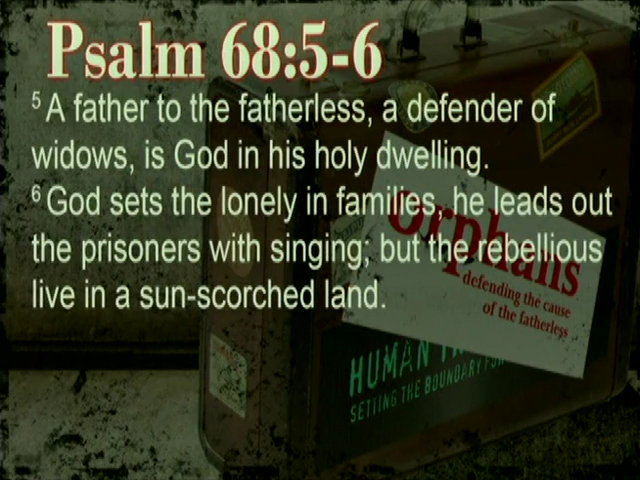 Psalm 68:5-6
5 A father to the fatherless, a defender of
widows, is God in his holy dwelling.
6 God sets the lonely in families, he leads out
the prisoners with singing; but the rebellious
live in a sun-scorched land.
orphans
defending the cause
of the fatherless
HUMAN
SETTING THE BOUNDARY FOR